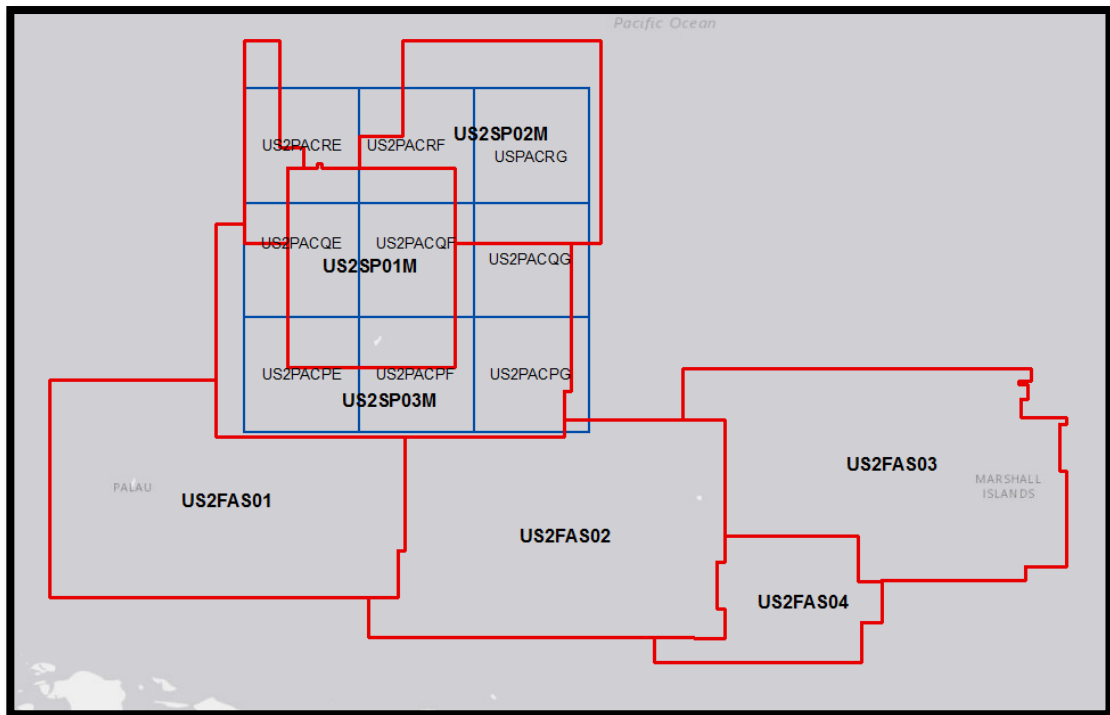 Pacific Ocean
US2SP02M
US2PACRE
US2PACRF
USPACRG
US2PACQE
US2PACQF
US2PACQG
US2SP01M
US2PACPE
US2PACPF
US2PACPG
US2SP03M
US2FAS03
PALAU
US2FAS01
MARSHALL
ISLANDS
US2FAS02
US2FAS04